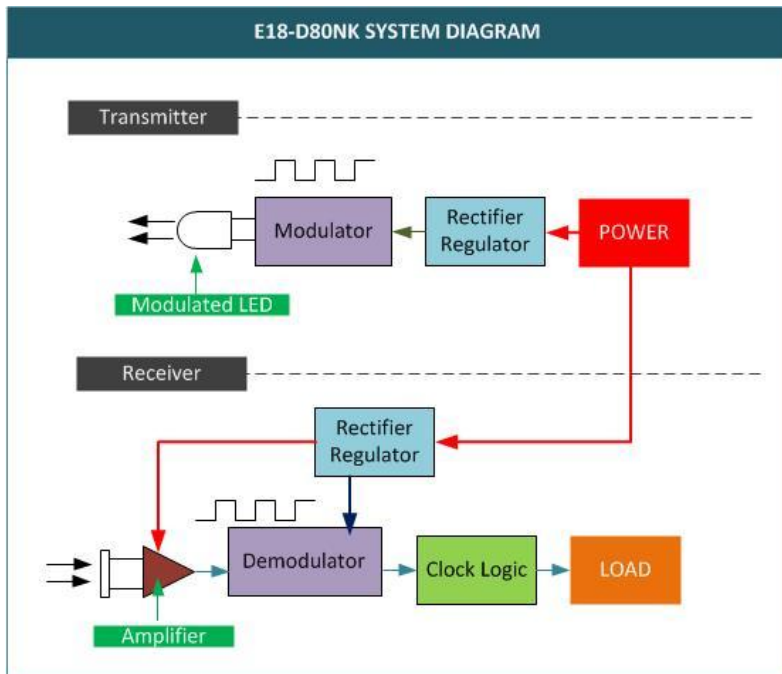 E18-D80NK SYSTEM DIAGRAM
Transmitter
Modulator
Rectifier
Regulator
POWER
Modulated LED
Receiver
Rectifier
Regulator
Demodulator
Clock Logic
LOAD
Amplifier